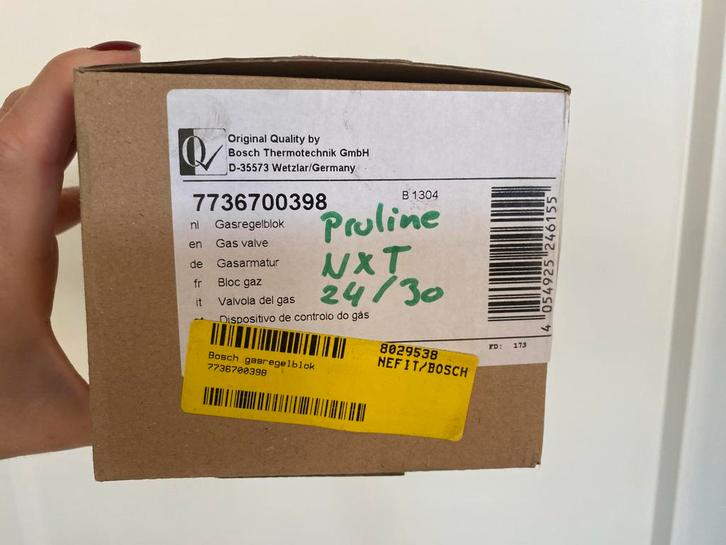 Original Quality by
Bosch Thermotechnik GmbH
D-35573 Wetzlar/Germany
7736700398
B 1304
nl Gasregelblok
en Gas valve
de Gasarmatur
fr Bloc gaz
it Valvola del gas
Dispositivo de controlo do gás
Proline
NXT
24/30
4 054925 246155
FD: 173
8029538
NEFIT/BOSCH
Bosch gasregelblok
7736700398